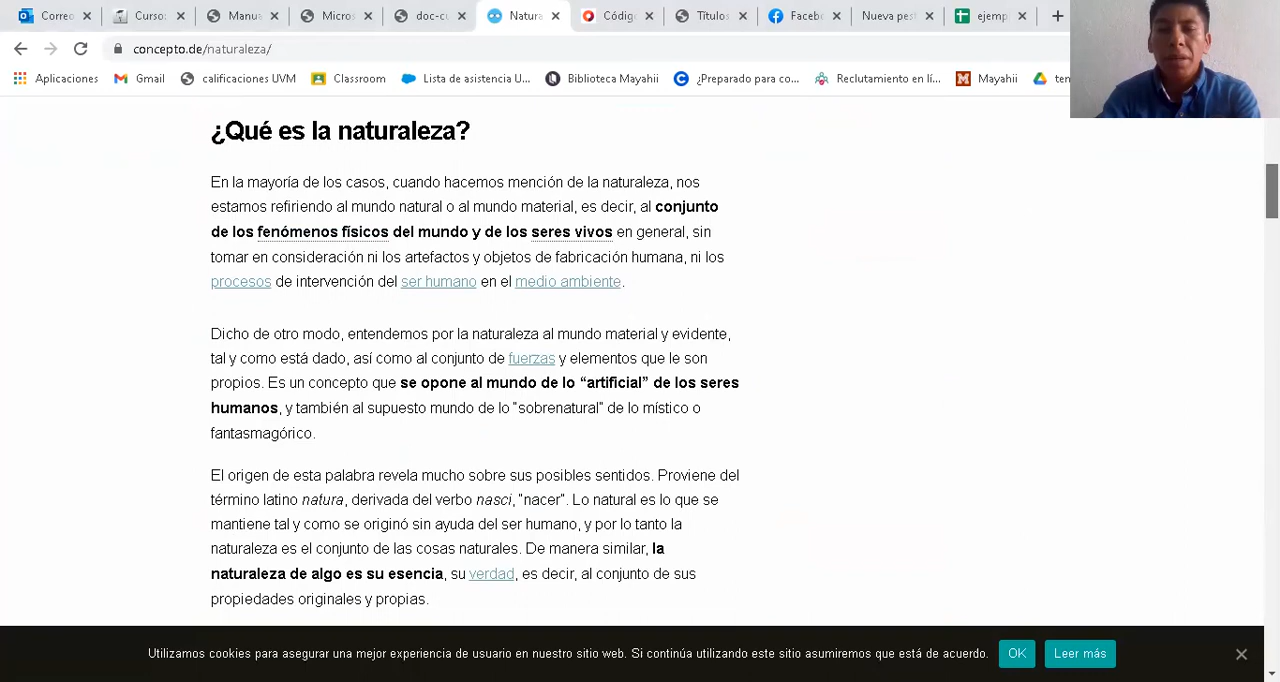 Correo
Curso:
Manua
Micros
doc-cu
Natura
Código
Títulos
Facebo
Nueva pest
ejemp
concepto.de/naturaleza/
Aplicaciones
Gmail
calificaciones UVM
Classroom
Lista de asistencia U...
Biblioteca Mayahii
¿Preparado para co...
Reclutamiento en lí...
Mayahii
¿Qué es la naturaleza?
En la mayoría de los casos, cuando hacemos mención de la naturaleza, nos
estamos refiriendo al mundo natural o al mundo material, es decir, al conjunto
de los fenómenos físicos del mundo y de los seres vivos en general, sin
tomar en consideración ni los artefactos y objetos de fabricación humana, ni los
procesos de intervención del ser humano en el medio ambiente.
Dicho de otro modo, entendemos por la naturaleza al mundo material y evidente,
tal y como está dado, así como al conjunto de fuerzas y elementos que le son
propios. Es un concepto que se opone al mundo de lo “artificial” de los seres
humanos, y también al supuesto mundo de lo "sobrenatural" de lo místico o
fantasmagórico.
El origen de esta palabra revela mucho sobre sus posibles sentidos. Proviene del
término latino natura, derivada del verbo nasci, "nacer". Lo natural es lo que se
mantiene tal y como se originó sin ayuda del ser humano, y por lo tanto la
naturaleza es el conjunto de las cosas naturales. De manera similar, la
naturaleza de algo es su esencia, su verdad, es decir, al conjunto de sus
propiedades originales y propias.
Utilizamos cookies para asegurar una mejor experiencia de usuario en nuestro sitio web. Si continúa utilizando este sitio asumiremos que está de acuerdo.
OK
Leer más